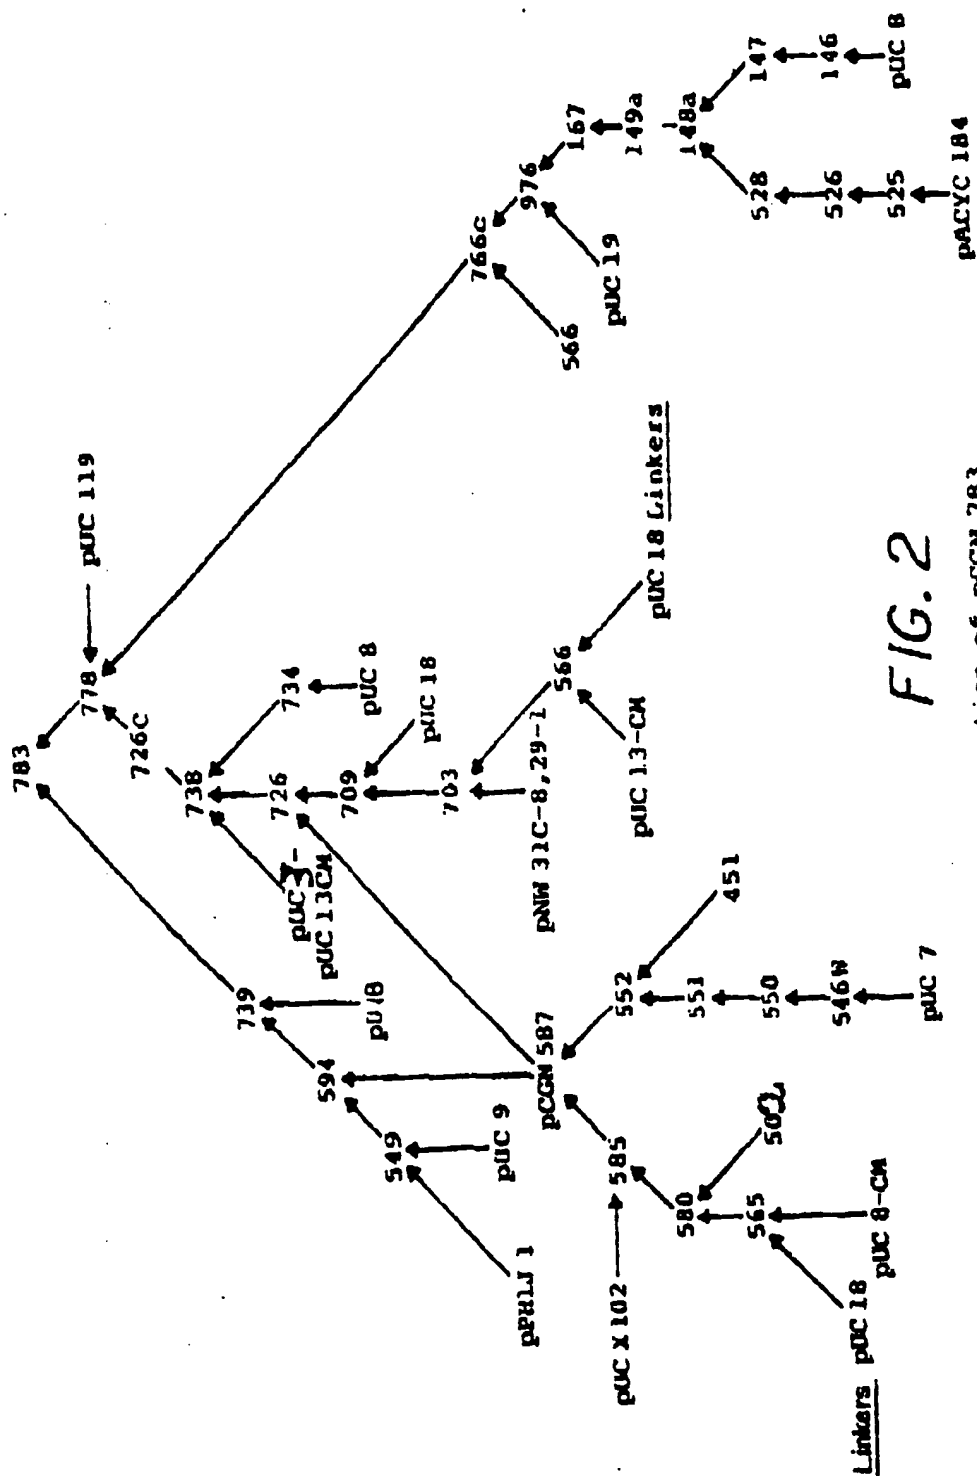 783
778
pUC 119
726C
738
734
pUC 8
726
709
pUC 18
703
pNW 31C-8,29-1
566
pUC 13-CM
pUC 18 Linkers
pUC 13CM
739
594
549
pUC 9
pCGN 587
585
pUC X 102
580
502
565
pUC 8-CM
Linkers pUC 18
552
451
551
550
546W
pUC 7
766c
566
976
pUC 19
167
149a
148a
528
526
525
pACYC 184
147
146
pUC 8
FIG. 2